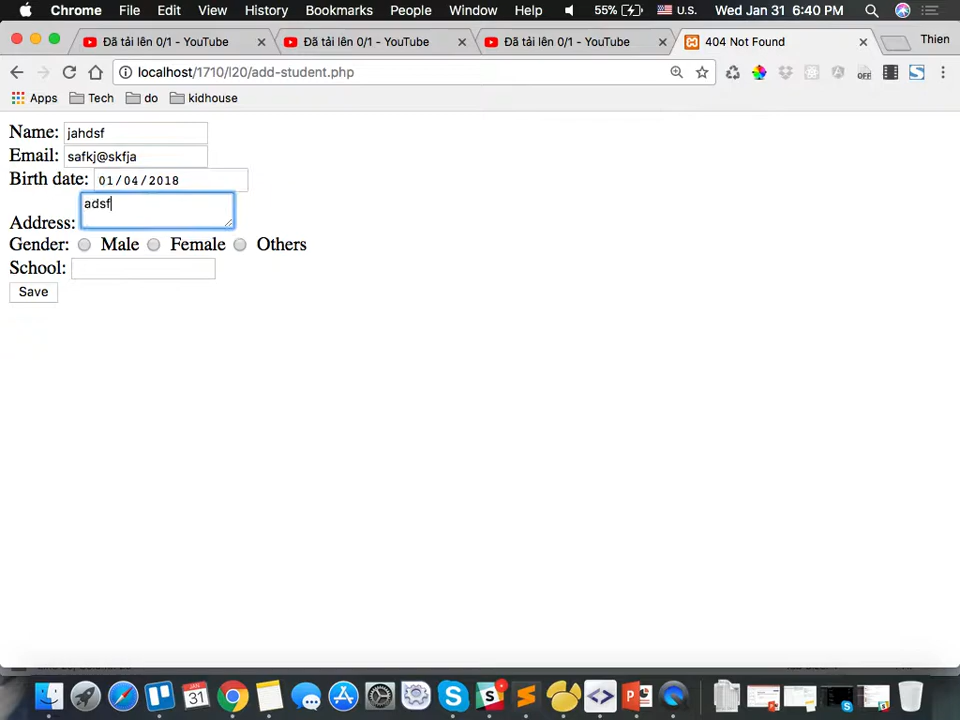 Chrome File Edit View History Bookmarks People Window Help 55% U.S. Wed Jan 31 6:40 PM
Đã tải lên 0/1 - YouTube Đã tải lên 0/1 - YouTube Đã tải lên 0/1 - YouTube 404 Not Found Thien
localhost/1710/l20/add-student.php OFF
Apps Tech do kidhouse
Name: jahdsf
Email: safkj@skfja
Birth date: 01/04/2018
Address: adsf
Gender: Male Female Others
School:
Save
JAN
31